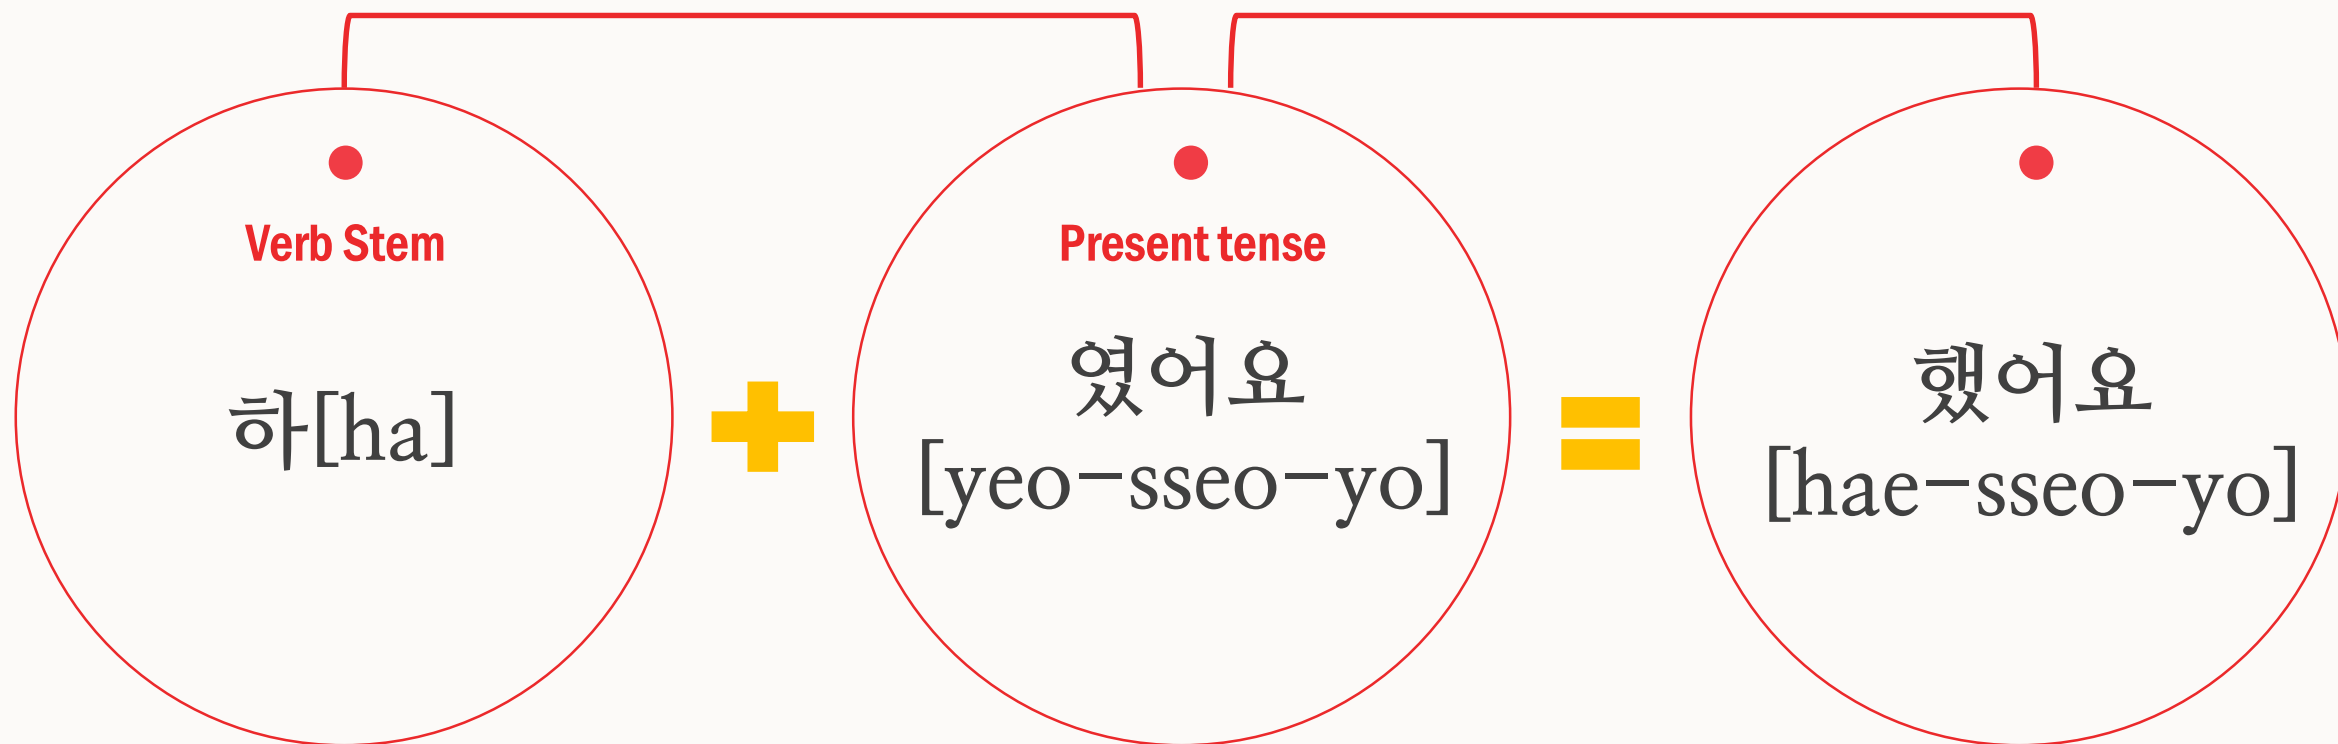 Verb Stem
하[ha]
Present tense
였어요
[yeo-sseo-yo]
했어요
[hae-sseo-yo]